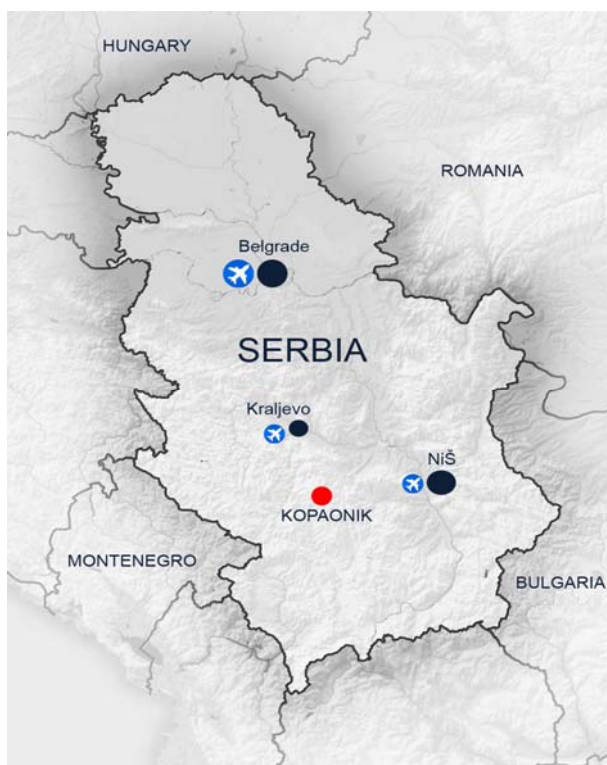 HUNGARY
ROMANIA
Belgrade
SERBIA
Kraljevo
NiŠ
KOPAONIK
MONTENEGRO
BULGARIA